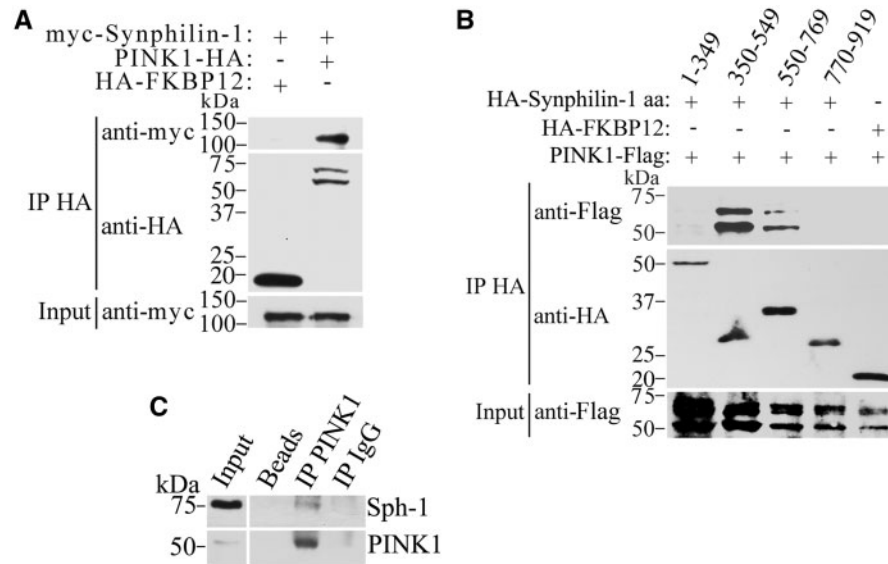 A
myc-Synphilin-1: + +
PINK1-HA: - +
HA-FKBP12: + -
kDa
IP HA
anti-myc
150
100
anti-HA
75
50
37
25
20
Input anti-myc
150
100
B
1-349 350-549 550-769 770-919
HA-Synphilin-1 aa: + + + + -
HA-FKBP12: - - - - +
PINK1-Flag: + + + + +
kDa
IP HA
anti-Flag
75
50
anti-HA
50
37
25
20
Input anti-Flag
75
50
C
kDa Input Beads IP PINK1 IP IgG
75 Sph-1
50 PINK1